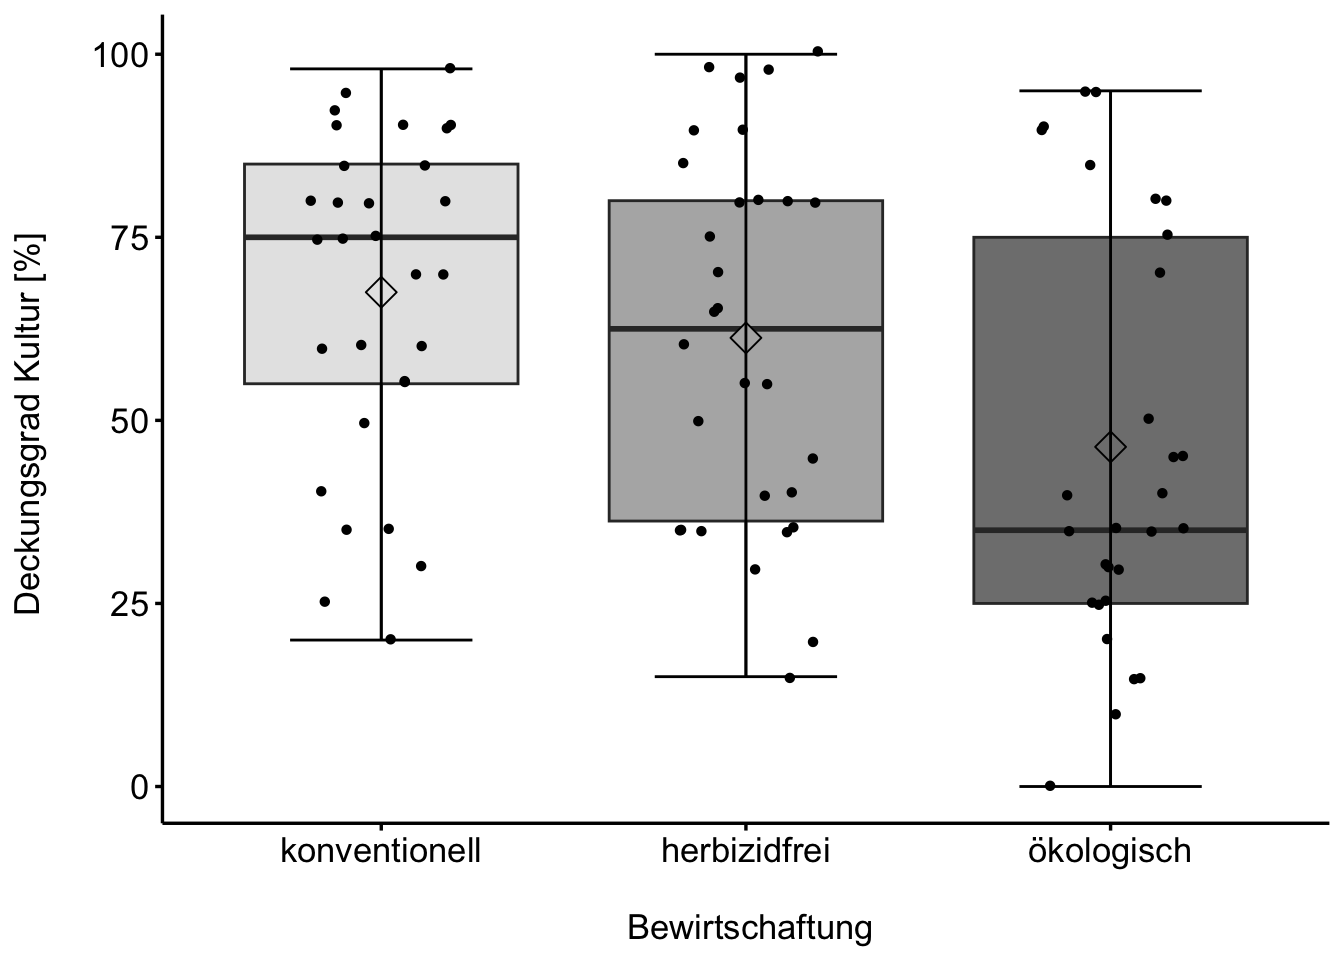 Deckungsgrad Kultur [%]
100
75
50
25
0
konventionell herbizidfrei ökologisch
Bewirtschaftung